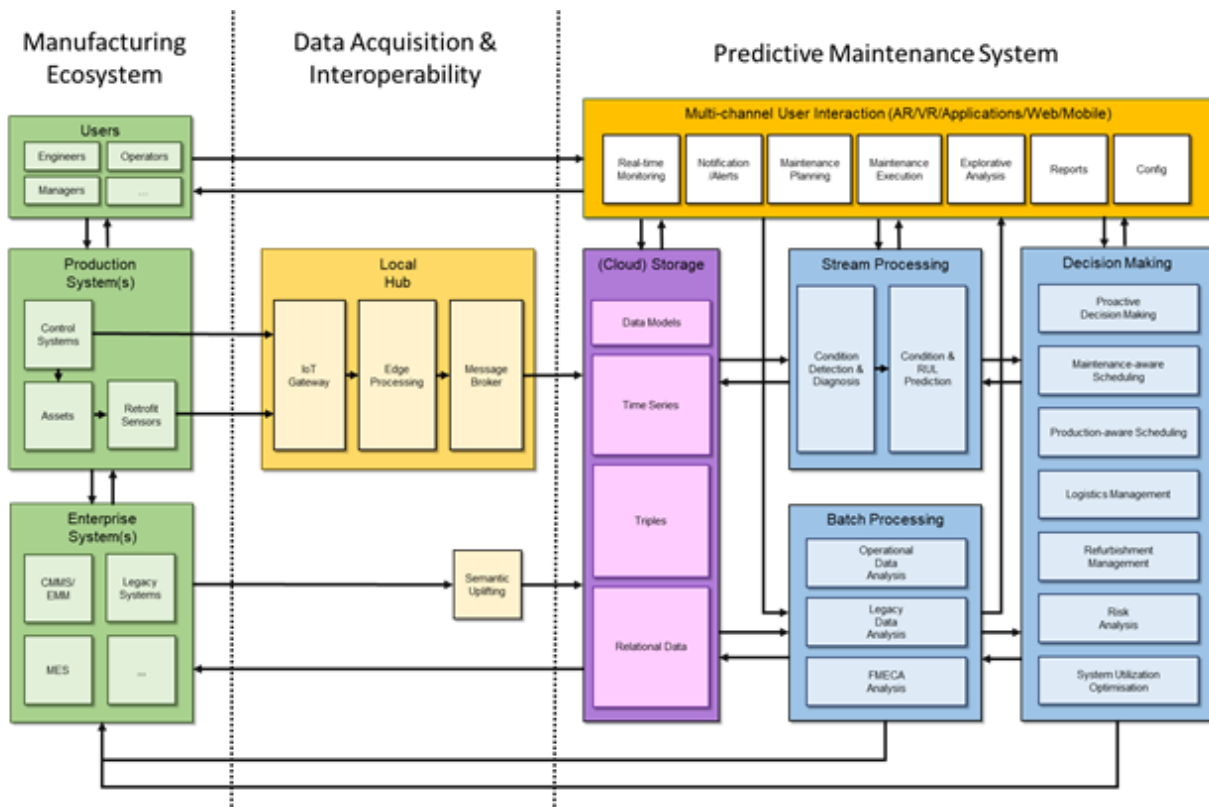 Manufacturing
Ecosystem
Data Acquisition &
Interoperability
Predictive Maintenance System
Users
Engineers
Operators
Managers
...
Multi-channel User Interaction (AR/VR/Applications/Web/Mobile)
Real-time
Monitoring
Notification
/Alerts
Maintenance
Planning
Maintenance
Execution
Explorative
Analysis
Reports
Config
Production
System(s)
Control
Systems
Assets
Retrofit
Sensors
Local
Hub
IoT
Gateway
Edge
Processing
Message
Broker
(Cloud) Storage
Data Models
Time Series
Triples
Relational Data
Stream Processing
Condition
Detection &
Diagnosis
Condition &
RUL
Prediction
Decision Making
Proactive
Decision Making
Maintenance-aware
Scheduling
Production-aware Scheduling
Logistics Management
Refurbishment
Management
Risk
Analysis
System Utilization
Optimisation
Enterprise
System(s)
CMMS/
EMM
Legacy
Systems
MES
...
Semantic
Uplifting
Batch Processing
Operational
Data
Analysis
Legacy
Data
Analysis
FMECA
Analysis